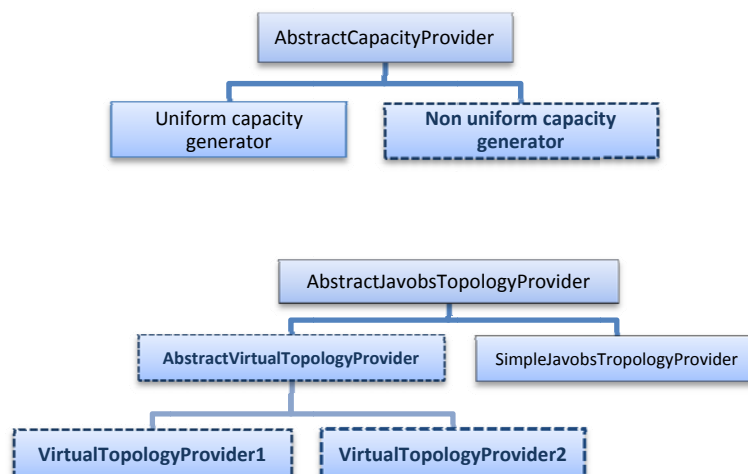 AbstractCapacityProvider
Uniform capacity
generator
Non uniform capacity
generator
AbstractJavobsTopologyProvider
AbstractVirtualTopologyProvider
SimpleJavobsTropologyProvider
VirtualTopologyProvider1
VirtualTopologyProvider2